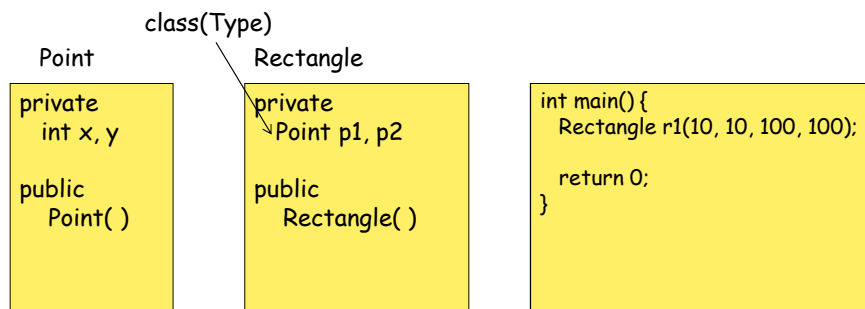 class(Type)
Point
Rectangle
private
int x, y
public
Point( )
private
Point p1, p2
public
Rectangle( )
int main() {
Rectangle r1(10, 10, 100, 100);
return 0;
}